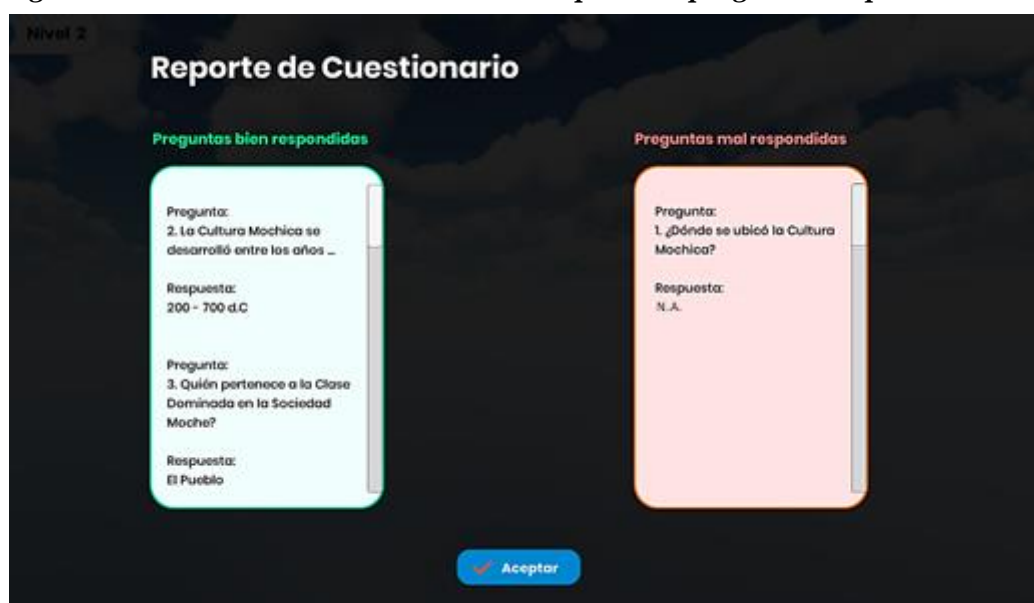 Nivel 2
Reporte de Cuestionario
Preguntas bien respondidas
Pregunta:
2. La Cultura Mochica se
desarrolló entre los años ...
Respuesta:
200 - 700 d.C
Pregunta:
3. Quién pertenece a la Clase
Dominada en la Sociedad
Moche?
Respuesta:
El Pueblo
Preguntas mal respondidas
Pregunta:
1. ¿Dónde se ubicó la Cultura
Mochica?
Respuesta:
N.A.
Aceptar